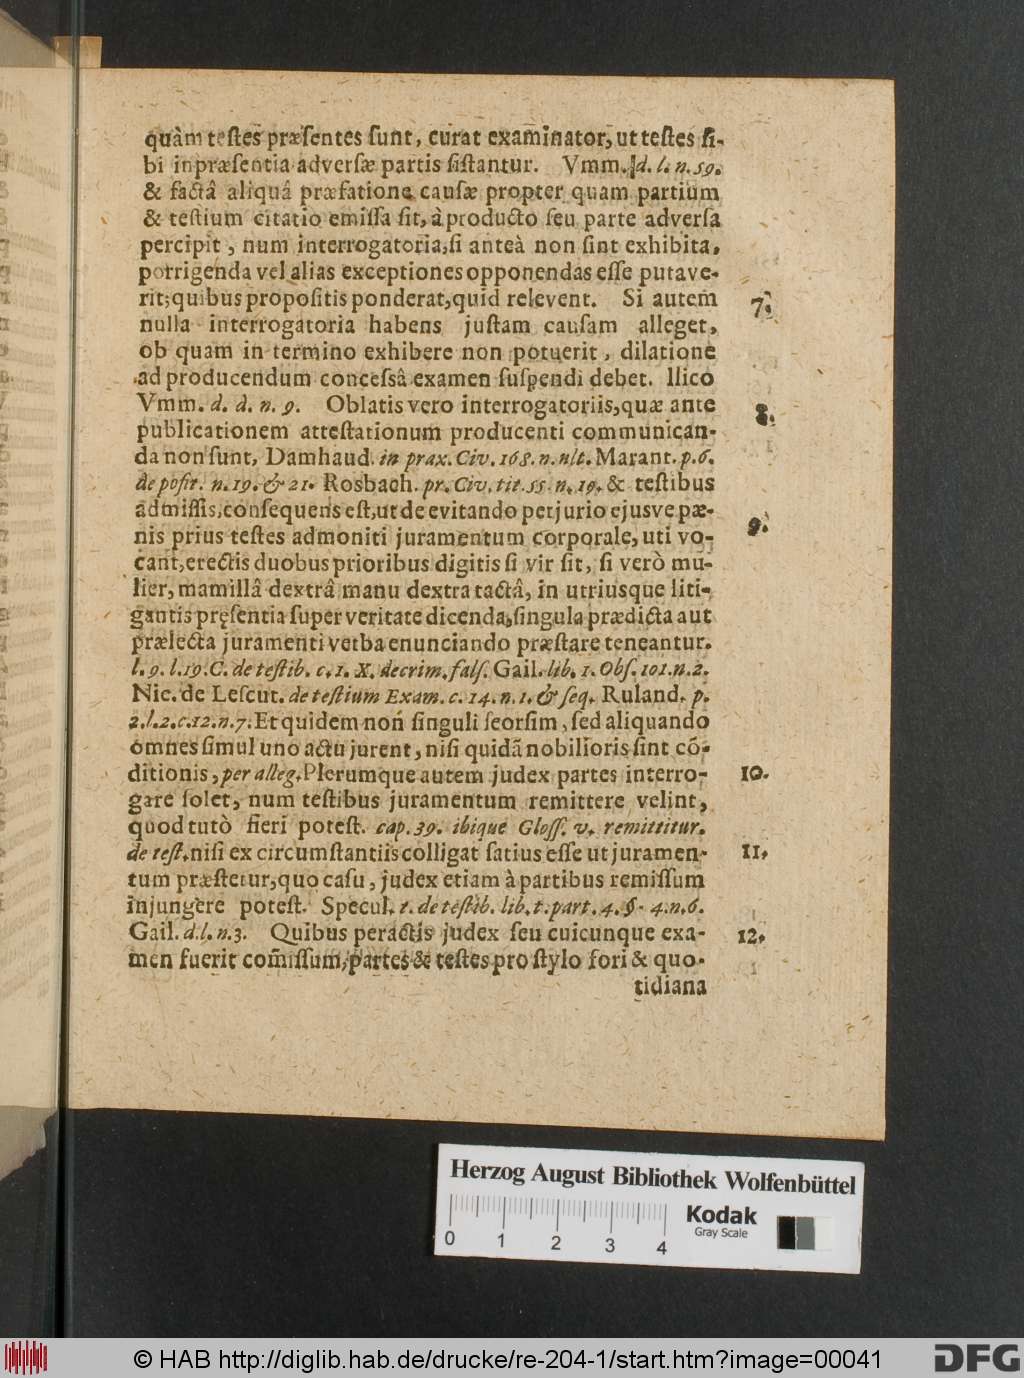 quàm teſtes præſentes ſunt, curat examinator, ut teſtes ſi-
bi in præſentia adverſæ partis ſiſtantur. Vmm. d. l. n. 59.
& factâ aliquâ præfatione cauſæ propter quam partium
& teſtium citatio emiſſa ſit, à producto ſeu parte adverſa
percipit, num interrogatoria, ſi anteà non ſint exhibita,
porrigenda vel alias exceptiones opponendas eſſe putave-
rit; quibus propoſitis ponderat, quid relevent. Si autem 7.
nulla interrogatoria habens juſtam cauſam alleget,
ob quam in termino exhibere non potuerit, dilatione
ad producendum conceſsâ examen ſuſpendi debet. Ilico
Vmm. d. d. n. 9. Oblatis vero interrogatoriis, quæ ante 8.
publicationem atteſtationum producenti communican-
da non ſunt, Damhaud. in prax. Civ. 168. n. ult. Marant. p. 6.
de poſit. n. 19. & 21. Rosbach. pr. Civ. tit. 55. n. 19. & teſtibus
admiſſis, conſequens eſt, ut de evitando perjurio ejusve pæ- 9.
nis prius teſtes admoniti juramentum corporale, uti vo-
cant, erectis duobus prioribus digitis ſi vir ſit, ſi verò mu-
lier, mamillâ dextrâ manu dextra tactâ, in utriusque liti-
gantis pręſentia ſuper veritate dicenda, ſingula prædicta aut
prælecta juramenti verba enunciando præſtare teneantur.
l. 9. l. 19. C. de teſtib. c. 1. X. de crim. falſ. Gail. lib. 1. Obſ. 101. n. 2.
Nic. de Leſcut. de teſtium Exam. c. 14. n. 1. & ſeq. Ruland. p.
2. l. 2. c. 12. n. 7. Et quidem non ſinguli ſeorſim, ſed aliquando
omnes ſimul uno actu jurent, niſi quidã nobilioris ſint cõ-
ditionis, per alleg. Plerumque autem judex partes interro- 10.
gare ſolet, num teſtibus juramentum remittere velint,
quod tutò fieri poteſt. cap. 39. ibique Gloſſ. v. remittitur.
de teſt. niſi ex circumſtantiis colligat ſatius eſſe ut juramen- 11.
tum præſtetur, quo caſu, judex etiam à partibus remiſſum
injungere poteſt. Specul. t. de teſtib. lib. t. part. 4. §. 4. n. 6.
Gail. d. l. n. 3. Quibus peractis judex ſeu cuicunque exa- 12.
men fuerit com̃iſſum, partes & teſtes pro ſtylo fori & quo-
tidiana
Herzog August Bibliothek Wolfenbüttel
0 1 2 3 4
Kodak
Gray Scale
© HAB http://diglib.hab.de/drucke/re-204-1/start.htm?image=00041
DFG